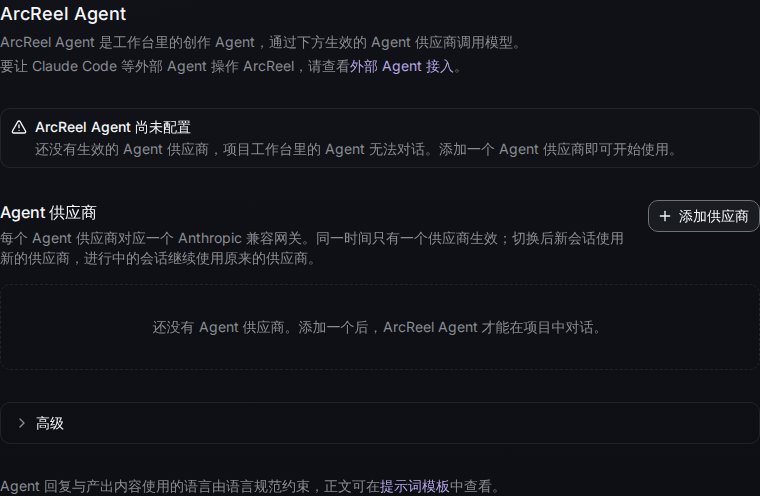 ArcReel Agent
ArcReel Agent 是工作台里的创作 Agent，通过下方生效的 Agent 供应商调用模型。
要让 Claude Code 等外部 Agent 操作 ArcReel，请查看外部 Agent 接入。
ArcReel Agent 尚未配置
还没有生效的 Agent 供应商，项目工作台里的 Agent 无法对话。添加一个 Agent 供应商即可开始使用。
Agent 供应商
添加供应商
每个 Agent 供应商对应一个 Anthropic 兼容网关。同一时间只有一个供应商生效；切换后新会话使用
新的供应商，进行中的会话继续使用原来的供应商。
还没有 Agent 供应商。添加一个后，ArcReel Agent 才能在项目中对话。
高级
Agent 回复与产出内容使用的语言由语言规范约束，正文可在提示词模板中查看。